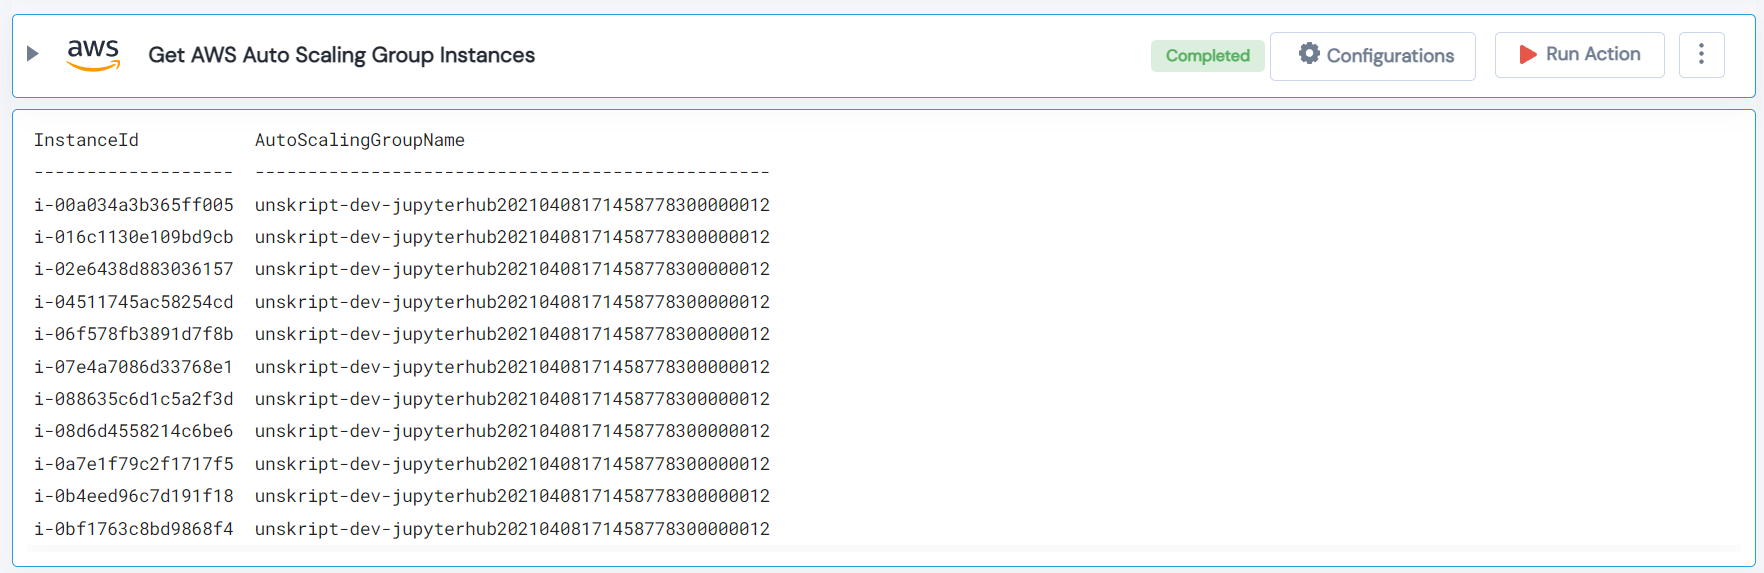 aws Get AWS Auto Scaling Group Instances Completed Configurations Run Action
InstanceId AutoScalingGroupName
------------------- -------------------------------------------------
i-00a034a3b365ff005 unskript-dev-jupyterhub20210408171458778300000012
i-016c1130e109bd9cb unskript-dev-jupyterhub20210408171458778300000012
i-02e6438d883036157 unskript-dev-jupyterhub20210408171458778300000012
i-04511745ac58254cd unskript-dev-jupyterhub20210408171458778300000012
i-06f578fb3891d7f8b unskript-dev-jupyterhub20210408171458778300000012
i-07e4a7086d33768e1 unskript-dev-jupyterhub20210408171458778300000012
i-088635c6d1c5a2f3d unskript-dev-jupyterhub20210408171458778300000012
i-08d6d4558214c6be6 unskript-dev-jupyterhub20210408171458778300000012
i-0a7e1f79c2f1717f5 unskript-dev-jupyterhub20210408171458778300000012
i-0b4eed96c7d191f18 unskript-dev-jupyterhub20210408171458778300000012
i-0bf1763c8bd9868f4 unskript-dev-jupyterhub20210408171458778300000012